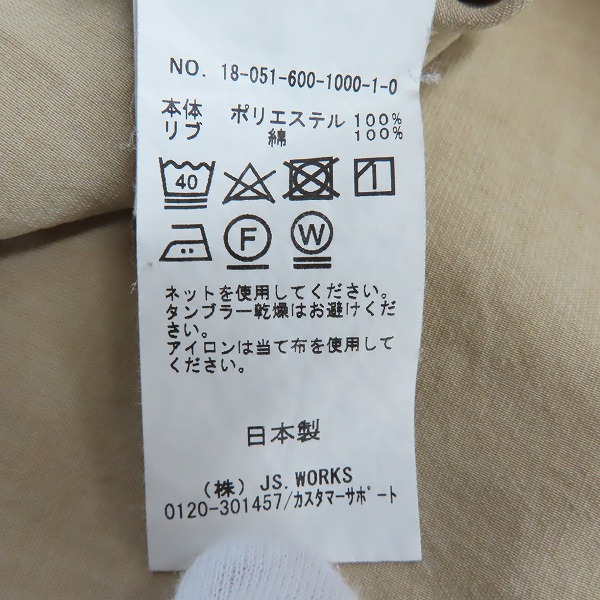 NO. 18-051-600-1000-1-0
本体 ポリエステル 100%
リブ 綿 100%
40
F W
ネットを使用してください。
タンブラー乾燥はお避けくだ
さい。
アイロンは当て布を使用して
ください。
日本製
(株) JS.WORKS
0120-301457/カスタマーサポート